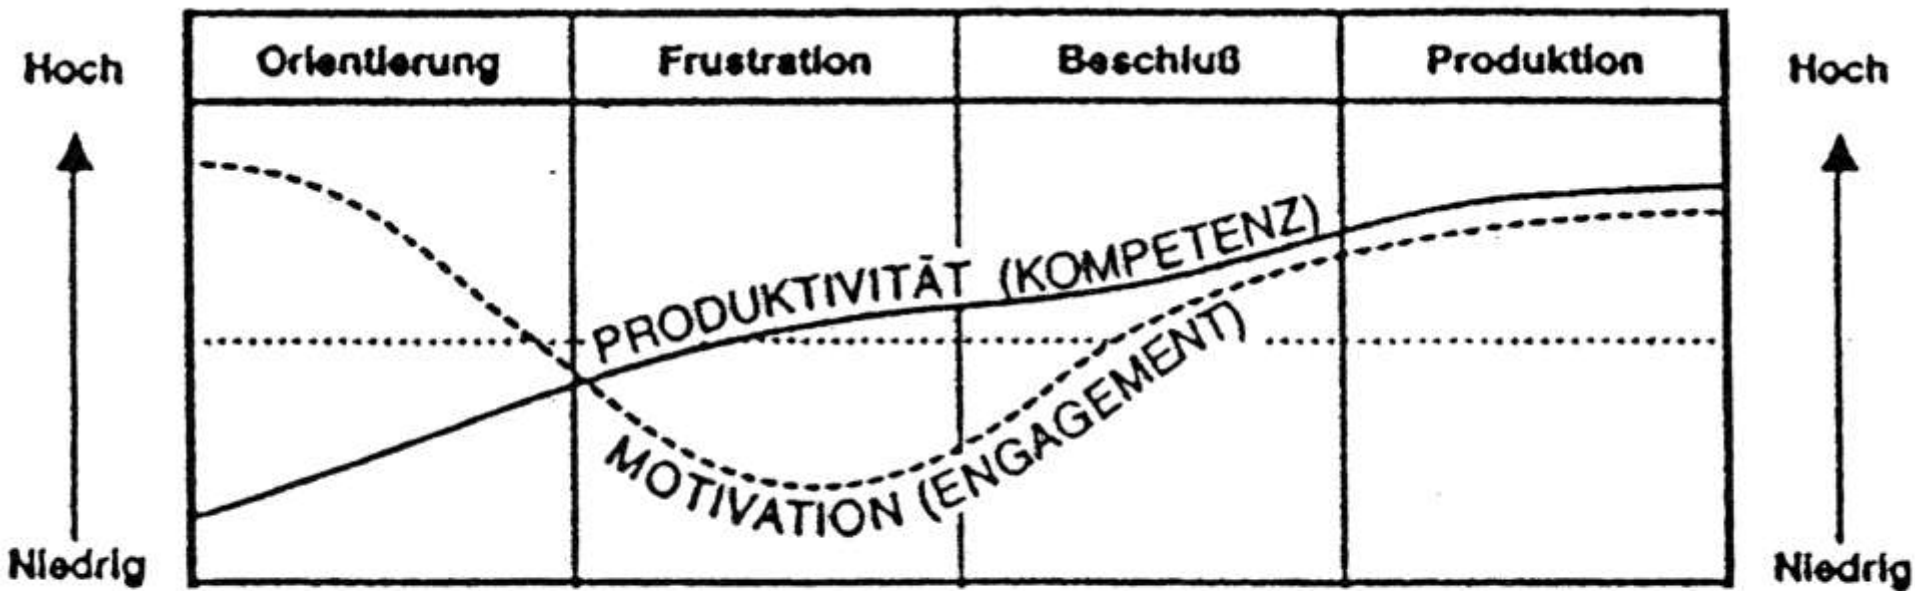 Hoch
Orientierung
Frustration
Beschluß
Produktion
Hoch
PRODUKTIVITÄT (KOMPETENZ)
MOTIVATION (ENGAGEMENT)
Niedrig
Niedrig